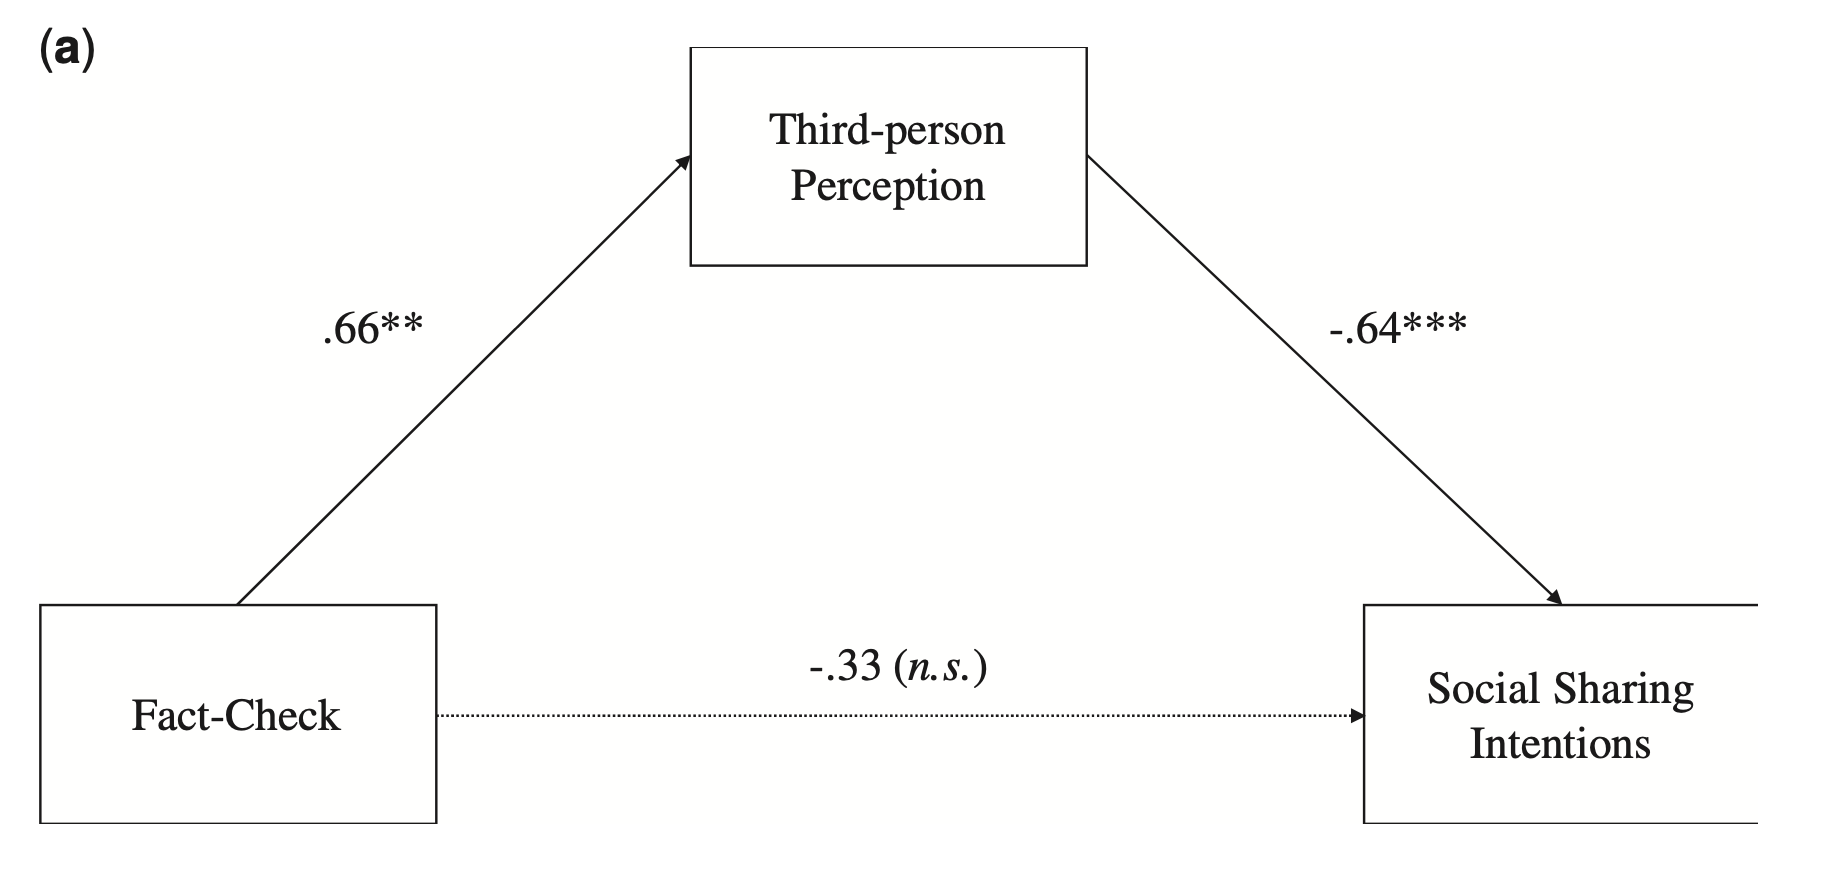 (a)
Third-person
Perception
.66**
-.64***
-.33 (n.s.)
Fact-Check
Social Sharing
Intentions